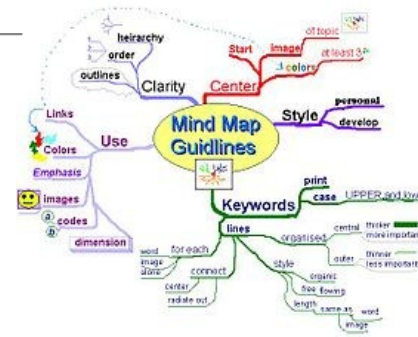 Mind Map
Guidlines
Center
Start
image
of topic
at least 3
colors
Style
personal
develop
Keywords
print
case
UPPER and low
lines
organised
central
thicker
more important
outer
thinner
less important
style
organic
free flowing
length
same as
word
image
connect
center
radiate out
for each
word
image
alone
Use
Links
Colors
Emphasis
images
codes
a
b
dimension
Clarity
heirarchy
order
outlines